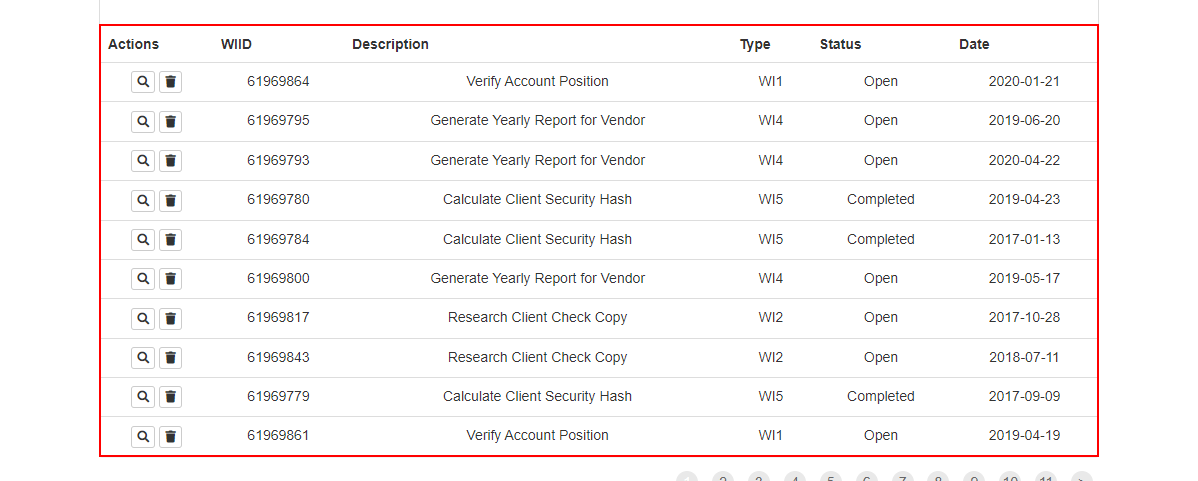 Actions WIID Description Type Status Date
61969864 Verify Account Position WI1 Open 2020-01-21
61969795 Generate Yearly Report for Vendor WI4 Open 2019-06-20
61969793 Generate Yearly Report for Vendor WI4 Open 2020-04-22
61969780 Calculate Client Security Hash WI5 Completed 2019-04-23
61969784 Calculate Client Security Hash WI5 Completed 2017-01-13
61969800 Generate Yearly Report for Vendor WI4 Open 2019-05-17
61969817 Research Client Check Copy WI2 Open 2017-10-28
61969843 Research Client Check Copy WI2 Open 2018-07-11
61969779 Calculate Client Security Hash WI5 Completed 2017-09-09
61969861 Verify Account Position WI1 Open 2019-04-19
1 2 3 4 5 6 7 8 9 10 11 >